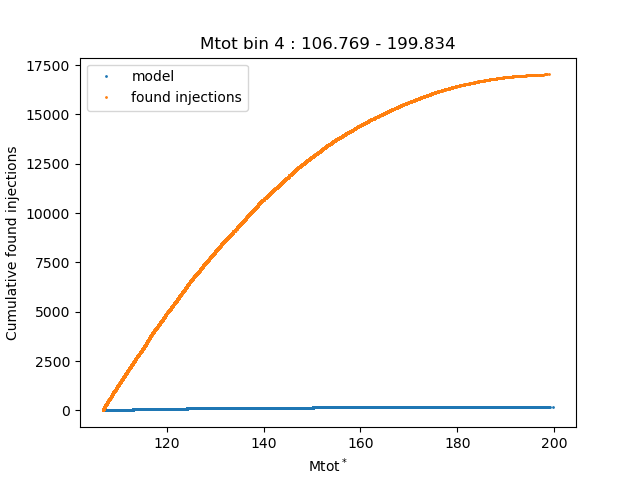 Mtot bin 4 : 106.769 - 199.834
model
found injections
17500
15000
12500
10000
7500
5000
2500
0
Cumulative found injections
120
140
160
180
200
Mtot*